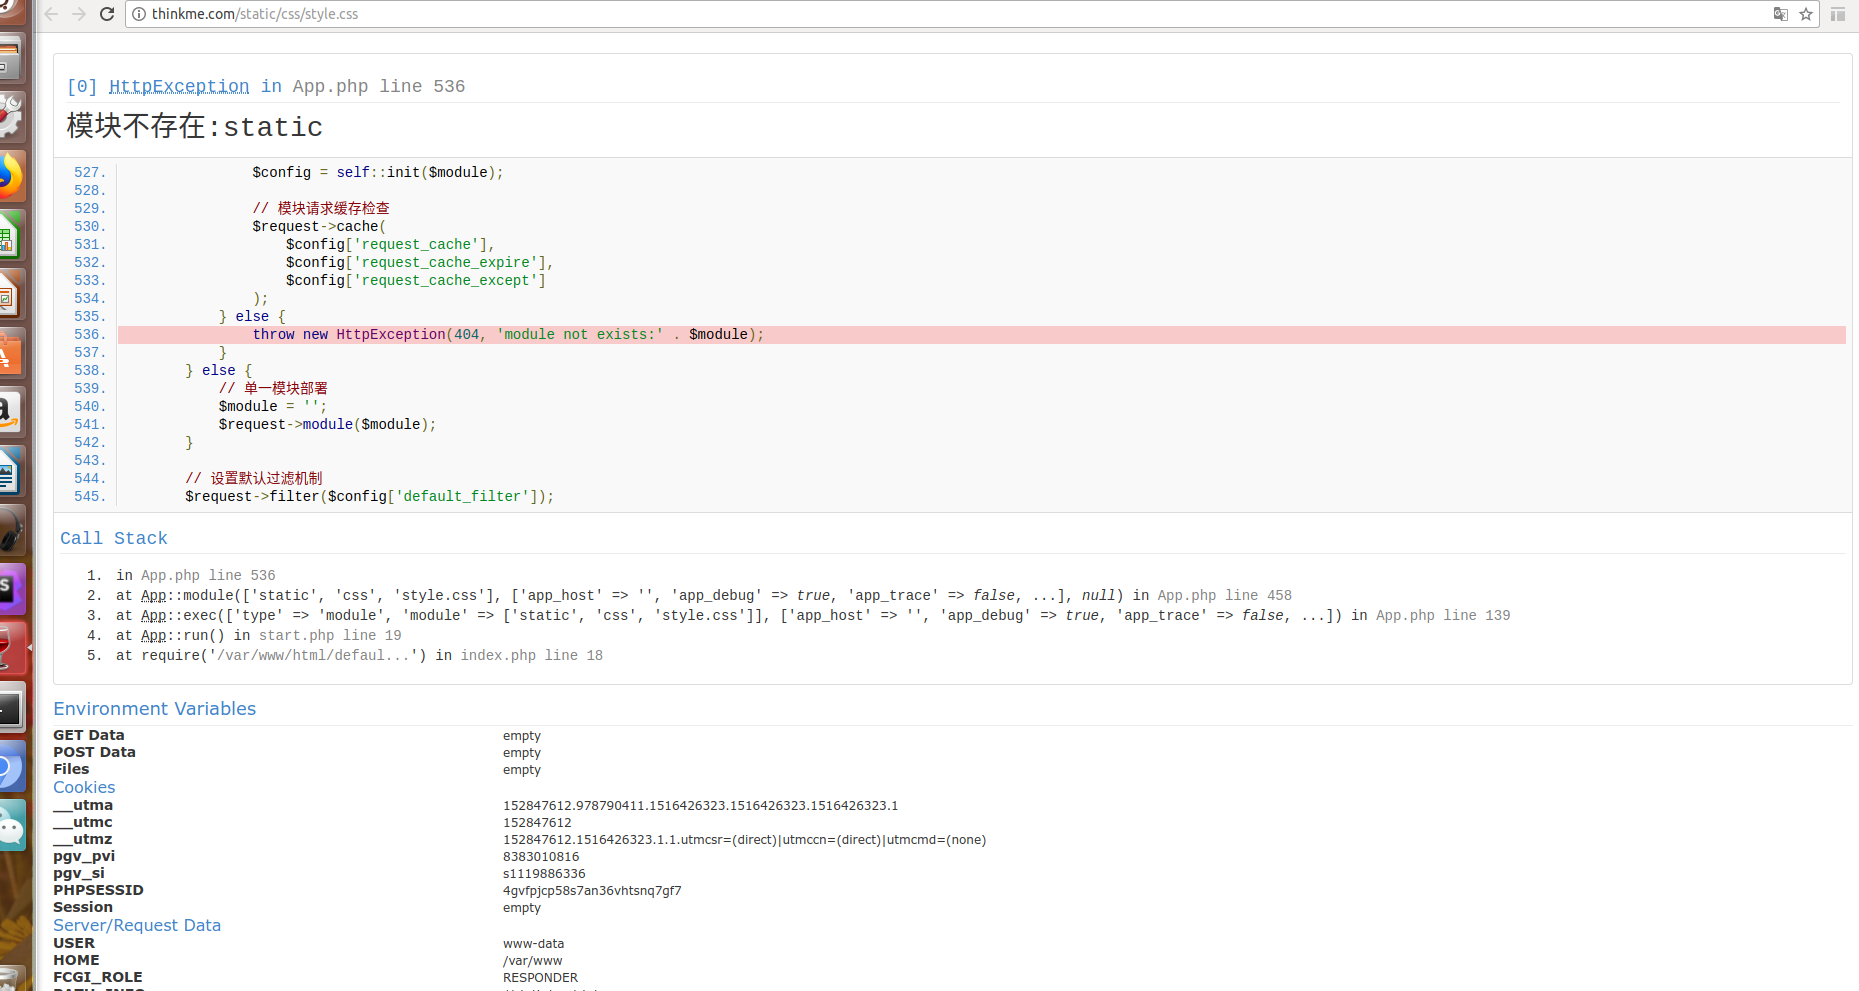 thinkme.com/static/css/style.css
[0] HttpException in App.php line 536
模块不存在:static
527. $config = self::init($module);
528.
529. // 模块请求缓存检查
530. $request->cache(
531. $config['request_cache'],
532. $config['request_cache_expire'],
533. $config['request_cache_except']
534. );
535. } else {
536. throw new HttpException(404, 'module not exists:' . $module);
537. }
538. } else {
539. // 单一模块部署
540. $module = '';
541. $request->module($module);
542. }
543.
544. // 设置默认过滤机制
545. $request->filter($config['default_filter']);
Call Stack
1. in App.php line 536
2. at App::module(['static', 'css', 'style.css'], ['app_host' => '', 'app_debug' => true, 'app_trace' => false, ...], null) in App.php line 458
3. at App::exec(['type' => 'module', 'module' => ['static', 'css', 'style.css']], ['app_host' => '', 'app_debug' => true, 'app_trace' => false, ...]) in App.php line 139
4. at App::run() in start.php line 19
5. at require('/var/www/html/defaul...') in index.php line 18
Environment Variables
GET Data empty
POST Data empty
Files empty
Cookies
__utma 152847612.978790411.1516426323.1516426323.1516426323.1
__utmc 152847612
__utmz 152847612.1516426323.1.1.utmcsr=(direct)|utmccn=(direct)|utmcmd=(none)
pgv_pvi 8383010816
pgv_si s1119886336
PHPSESSID 4gvfpjcp58s7an36vhtsnq7gf7
Session empty
Server/Request Data
USER www-data
HOME /var/www
FCGI_ROLE RESPONDER